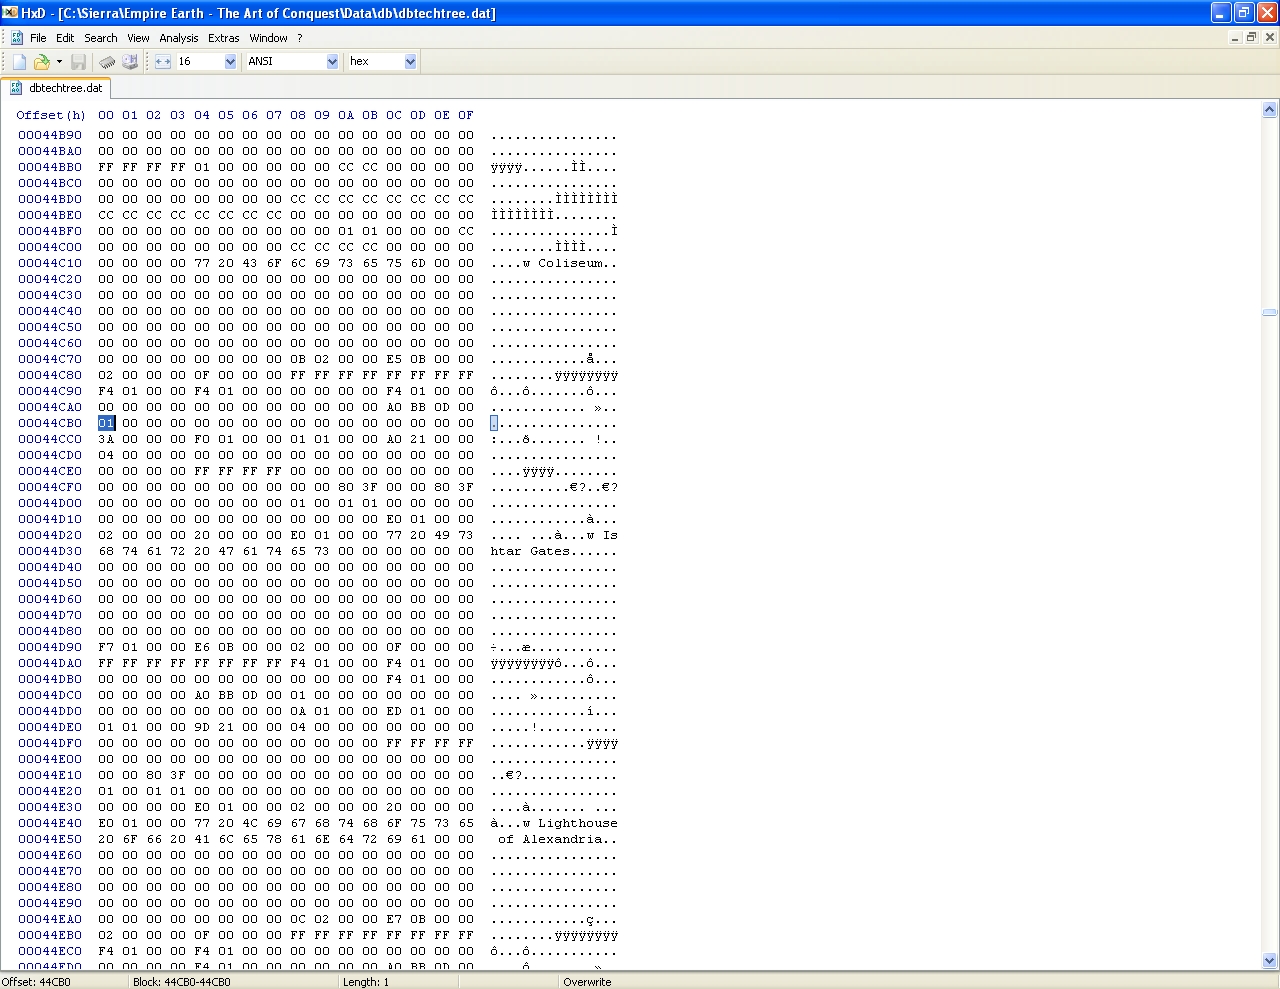 HxD - [C:\Sierra\Empire Earth - The Art of Conquest\Data\db\dbtechtree.dat]
File Edit Search View Analysis Extras Window ?
16 ANSI hex
dbtechtree.dat
Offset(h) 00 01 02 03 04 05 06 07 08 09 0A 0B 0C 0D 0E 0F
00044B90 00 00 00 00 00 00 00 00 00 00 00 00 00 00 00 00 ................
00044BA0 00 00 00 00 00 00 00 00 00 00 00 00 00 00 00 00 ................
00044BB0 FF FF FF FF 01 00 00 00 00 00 CC CC 00 00 00 00 ÿÿÿÿ......ÌÌ....
00044BC0 00 00 00 00 00 00 00 00 00 00 00 00 00 00 00 00 ................
00044BD0 00 00 00 00 00 00 00 00 CC CC CC CC CC CC CC CC ........ÌÌÌÌÌÌÌÌ
00044BE0 CC CC CC CC CC CC CC CC 00 00 00 00 00 00 00 00 ÌÌÌÌÌÌÌÌ........
00044BF0 00 00 00 00 00 00 00 00 00 00 01 01 00 00 00 CC ...............Ì
00044C00 00 00 00 00 00 00 00 00 CC CC CC CC 00 00 00 00 ........ÌÌÌÌ....
00044C10 00 00 00 00 77 20 43 6F 6C 69 73 65 75 6D 00 00 ....w Coliseum..
00044C20 00 00 00 00 00 00 00 00 00 00 00 00 00 00 00 00 ................
00044C30 00 00 00 00 00 00 00 00 00 00 00 00 00 00 00 00 ................
00044C40 00 00 00 00 00 00 00 00 00 00 00 00 00 00 00 00 ................
00044C50 00 00 00 00 00 00 00 00 00 00 00 00 00 00 00 00 ................
00044C60 00 00 00 00 00 00 00 00 00 00 00 00 00 00 00 00 ................
00044C70 00 00 00 00 00 00 00 00 0B 02 00 00 E5 0B 00 00 ............å...
00044C80 02 00 00 00 0F 00 00 00 FF FF FF FF FF FF FF FF ........ÿÿÿÿÿÿÿÿ
00044C90 F4 01 00 00 F4 01 00 00 00 00 00 00 F4 01 00 00 ô...ô.......ô...
00044CA0 00 00 00 00 00 00 00 00 00 00 00 00 A0 BB 0D 00 ............ »..
00044CB0 01 00 00 00 00 00 00 00 00 00 00 00 00 00 00 00 ................
00044CC0 3A 00 00 00 F0 01 00 00 01 01 00 00 A0 21 00 00 :...ð....... !..
00044CD0 04 00 00 00 00 00 00 00 00 00 00 00 00 00 00 00 ................
00044CE0 00 00 00 00 FF FF FF FF 00 00 00 00 00 00 00 00 ....ÿÿÿÿ........
00044CF0 00 00 00 00 00 00 00 00 00 00 80 3F 00 00 80 3F ..........€?..€?
00044D00 00 00 00 00 00 00 00 00 01 00 01 01 00 00 00 00 ................
00044D10 00 00 00 00 00 00 00 00 00 00 00 00 E0 01 00 00 ............à...
00044D20 02 00 00 00 20 00 00 00 E0 01 00 00 77 20 49 73 .... ...à...w Is
00044D30 68 74 61 72 20 47 61 74 65 73 00 00 00 00 00 00 htar Gates......
00044D40 00 00 00 00 00 00 00 00 00 00 00 00 00 00 00 00 ................
00044D50 00 00 00 00 00 00 00 00 00 00 00 00 00 00 00 00 ................
00044D60 00 00 00 00 00 00 00 00 00 00 00 00 00 00 00 00 ................
00044D70 00 00 00 00 00 00 00 00 00 00 00 00 00 00 00 00 ................
00044D80 00 00 00 00 00 00 00 00 00 00 00 00 00 00 00 00 ................
00044D90 F7 01 00 00 E6 0B 00 00 02 00 00 00 0F 00 00 00 ÷...æ...........
00044DA0 FF FF FF FF FF FF FF FF F4 01 00 00 F4 01 00 00 ÿÿÿÿÿÿÿÿô...ô...
00044DB0 00 00 00 00 00 00 00 00 00 00 00 00 F4 01 00 00 ............ô...
00044DC0 00 00 00 00 A0 BB 0D 00 01 00 00 00 00 00 00 00 .... »..........
00044DD0 00 00 00 00 00 00 00 00 0A 01 00 00 ED 01 00 00 ............í...
00044DE0 01 01 00 00 9D 21 00 00 04 00 00 00 00 00 00 00 .....!..........
00044DF0 00 00 00 00 00 00 00 00 00 00 00 00 FF FF FF FF ............ÿÿÿÿ
00044E00 00 00 00 00 00 00 00 00 00 00 00 00 00 00 00 00 ................
00044E10 00 00 80 3F 00 00 00 00 00 00 00 00 00 00 00 00 ..€?............
00044E20 01 00 01 01 00 00 00 00 00 00 00 00 00 00 00 00 ................
00044E30 00 00 00 00 E0 01 00 00 02 00 00 00 20 00 00 00 ....à....... ...
00044E40 E0 01 00 00 77 20 4C 69 67 68 74 68 6F 75 73 65 à...w Lighthouse
00044E50 20 6F 66 20 41 6C 65 78 61 6E 64 72 69 61 00 00 of Alexandria..
00044E60 00 00 00 00 00 00 00 00 00 00 00 00 00 00 00 00 ................
00044E70 00 00 00 00 00 00 00 00 00 00 00 00 00 00 00 00 ................
00044E80 00 00 00 00 00 00 00 00 00 00 00 00 00 00 00 00 ................
00044E90 00 00 00 00 00 00 00 00 00 00 00 00 00 00 00 00 ................
00044EA0 00 00 00 00 00 00 00 00 0C 02 00 00 E7 0B 00 00 ............ç...
00044EB0 02 00 00 00 0F 00 00 00 FF FF FF FF FF FF FF FF ........ÿÿÿÿÿÿÿÿ
00044EC0 F4 01 00 00 F4 01 00 00 00 00 00 00 00 00 00 00 ô...ô...........
00044ED0 00 00 00 00 F4 01 00 00 00 00 00 00 A0 BB 0D 00 ....ô....... »..
Offset: 44CB0 Block: 44CB0-44CB0 Length: 1 Overwrite